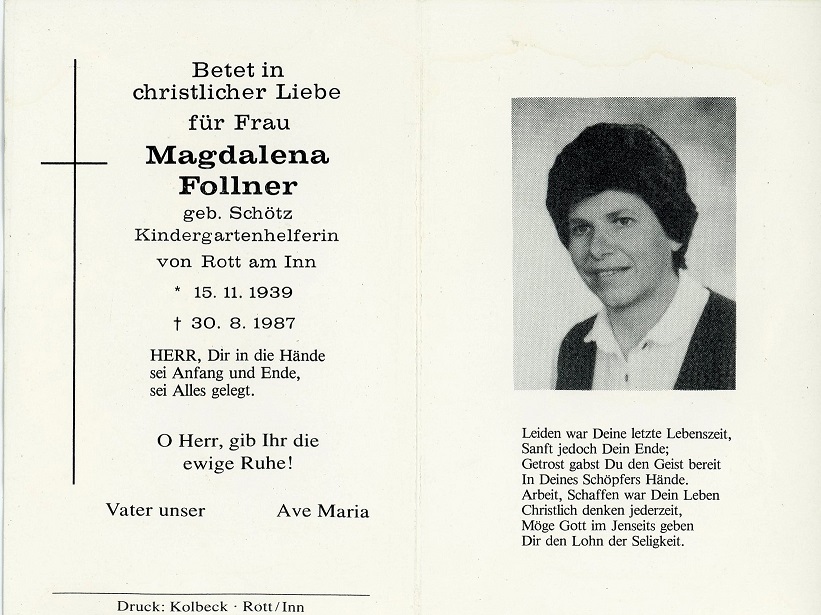 Betet in
christlicher Liebe
für Frau
Magdalena
Follner
geb. Schötz
Kindergartenhelferin
von Rott am Inn
* 15. 11. 1939
† 30. 8. 1987
HERR, Dir in die Hände
sei Anfang und Ende,
sei Alles gelegt.
O Herr, gib Ihr die
ewige Ruhe!
Vater unser Ave Maria
Druck: Kolbeck · Rott/Inn
Leiden war Deine letzte Lebenszeit,
Sanft jedoch Dein Ende;
Getrost gabst Du den Geist bereit
In Deines Schöpfers Hände.
Arbeit, Schaffen war Dein Leben
Christlich denken jederzeit,
Möge Gott im Jenseits geben
Dir den Lohn der Seligkeit.